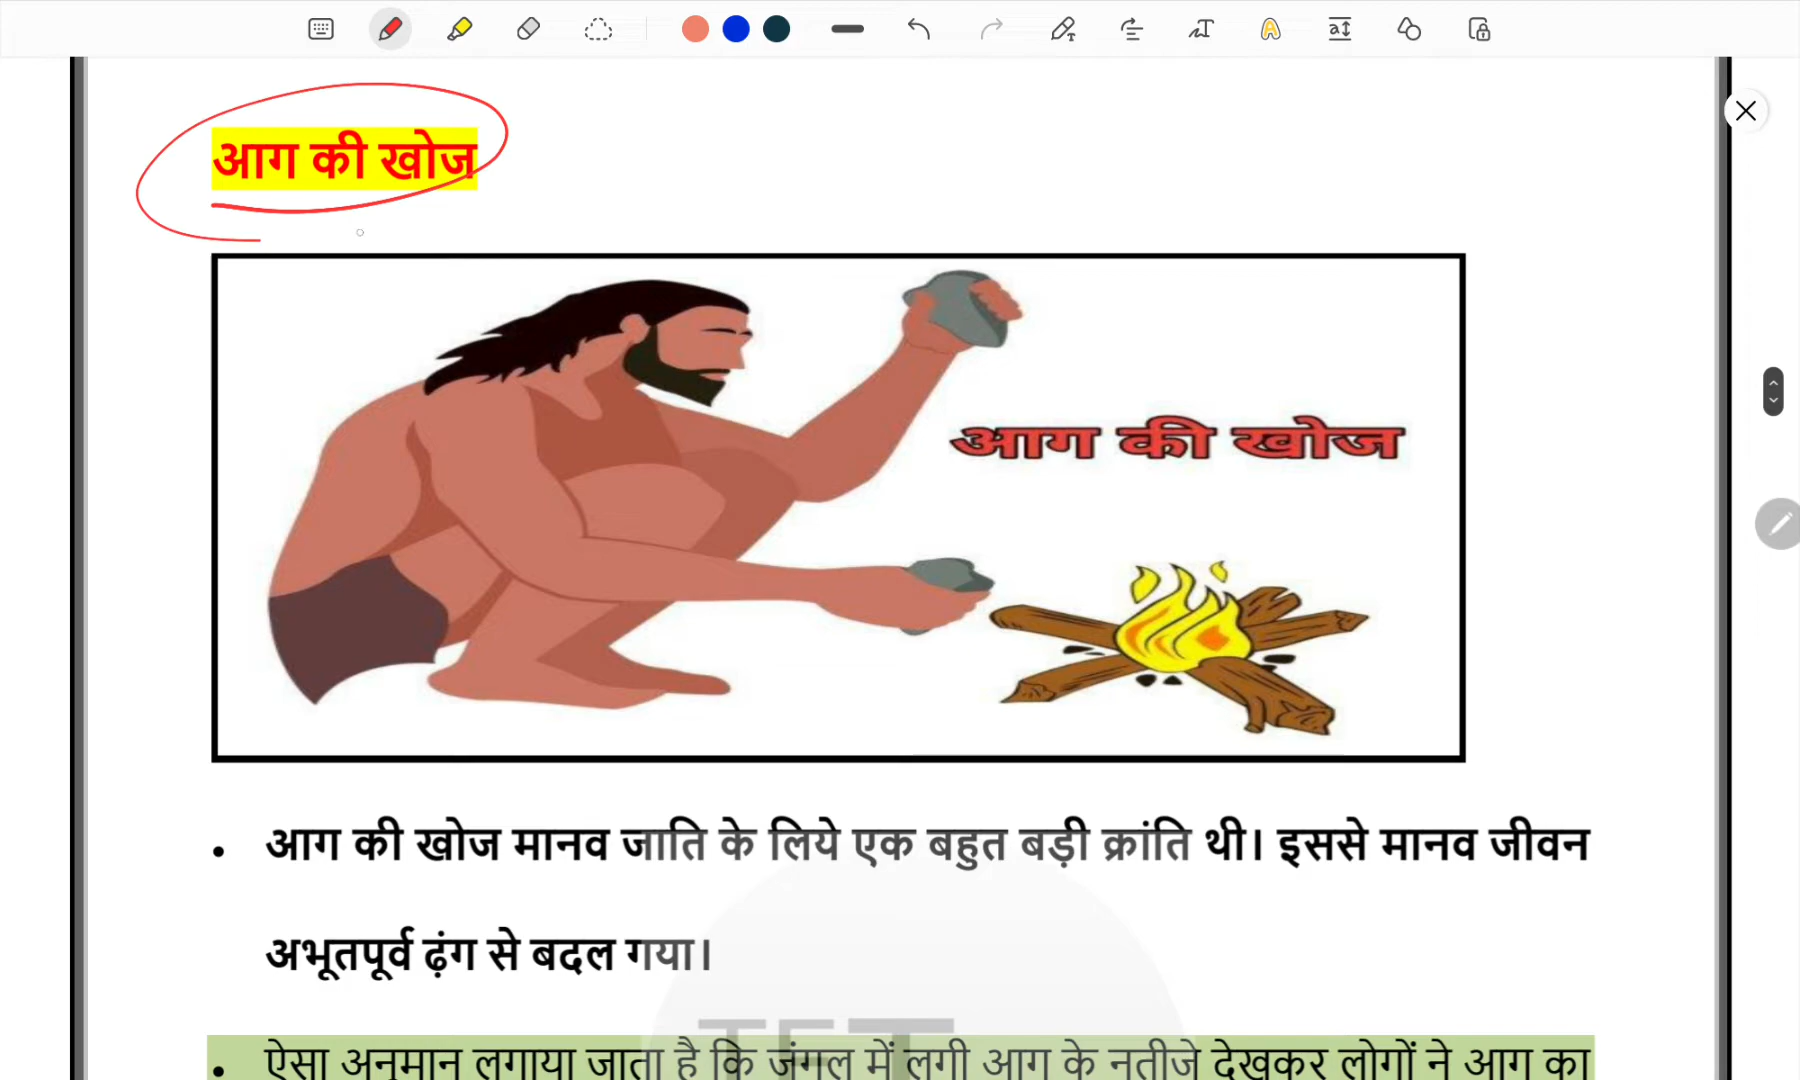 आग की खोज
आग की खोज
• आग की खोज मानव जाति के लिये एक बहुत बड़ी क्रांति थी। इससे मानव जीवन
अभूतपूर्व ढ़ंग से बदल गया।
TET
• ऐसा अनुमान लगाया जाता है कि जंगल में लगी आग के नतीजे देखकर लोगों ने आग का